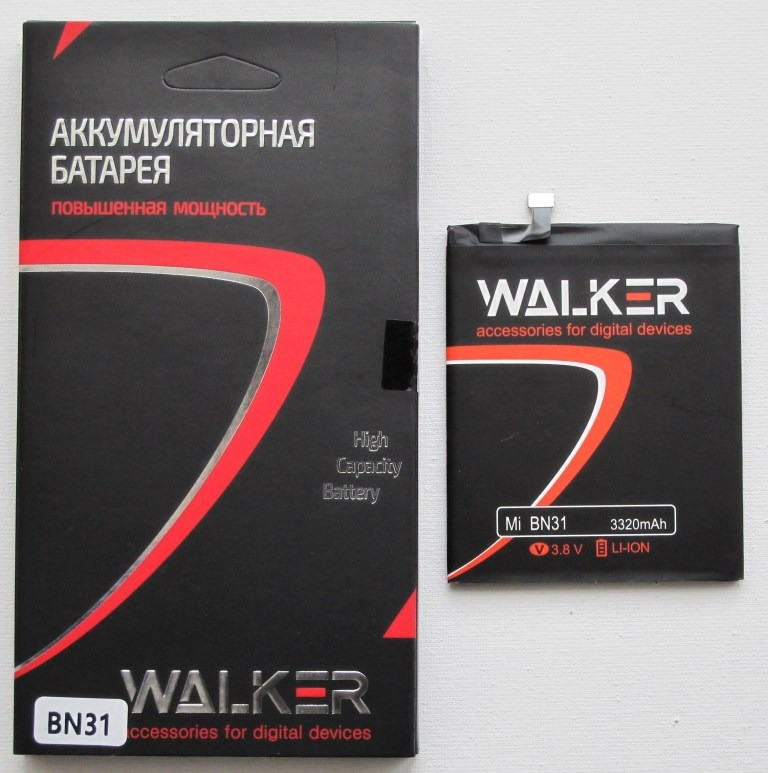 АККУМУЛЯТОРНАЯ
БАТАРЕЯ
ПОВЫШЕННАЯ МОЩНОСТЬ
High
Capacity
Battery
WALKER
accessories for digital devices
BN31
WALKER
accessories for digital devices
Mi BN31 3320mAh
V 3.8 V LI-ION